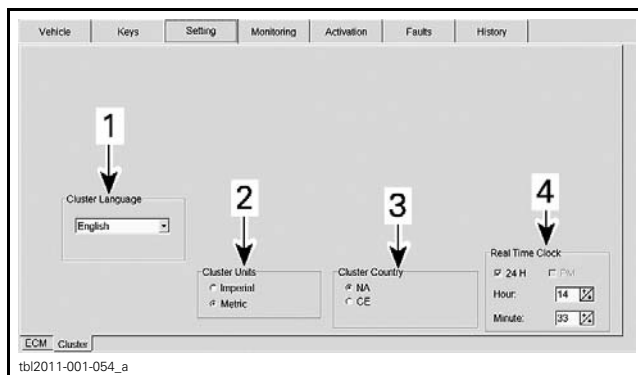 Vehicle Keys Setting Monitoring Activation Faults History
1
Cluster Language
English
2
Cluster Units
Imperial
Metric
3
Cluster Country
NA
CE
4
Real Time Clock
24 H PM
Hour: 14
Minute: 33
ECM Cluster
tbl2011-001-054_a